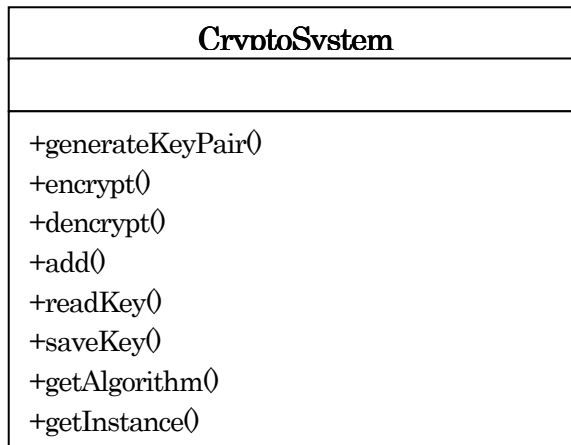 CryptoSystem
+generateKeyPair()
+encrypt()
+dencrypt()
+add()
+readKey()
+saveKey()
+getAlgorithm()
+getInstance()